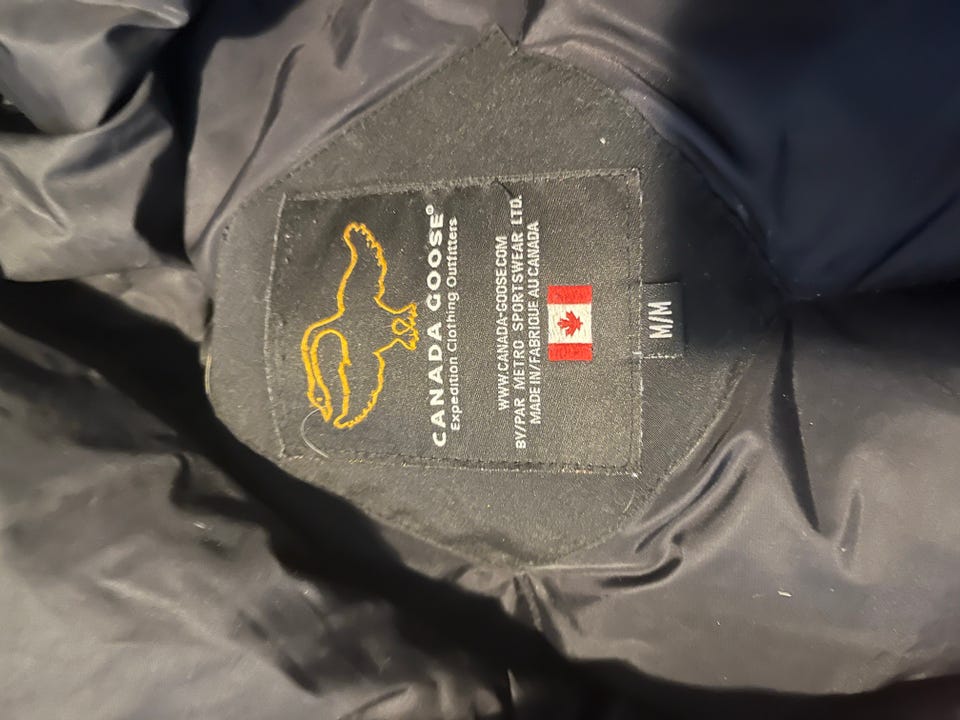 CANADA GOOSE®
Expedition Clothing Outfitters
WWW.CANADA-GOOSE.COM
BY/PAR METRO SPORTSWEAR LTD.
MADE IN/FABRIQUE AU CANADA
M/M